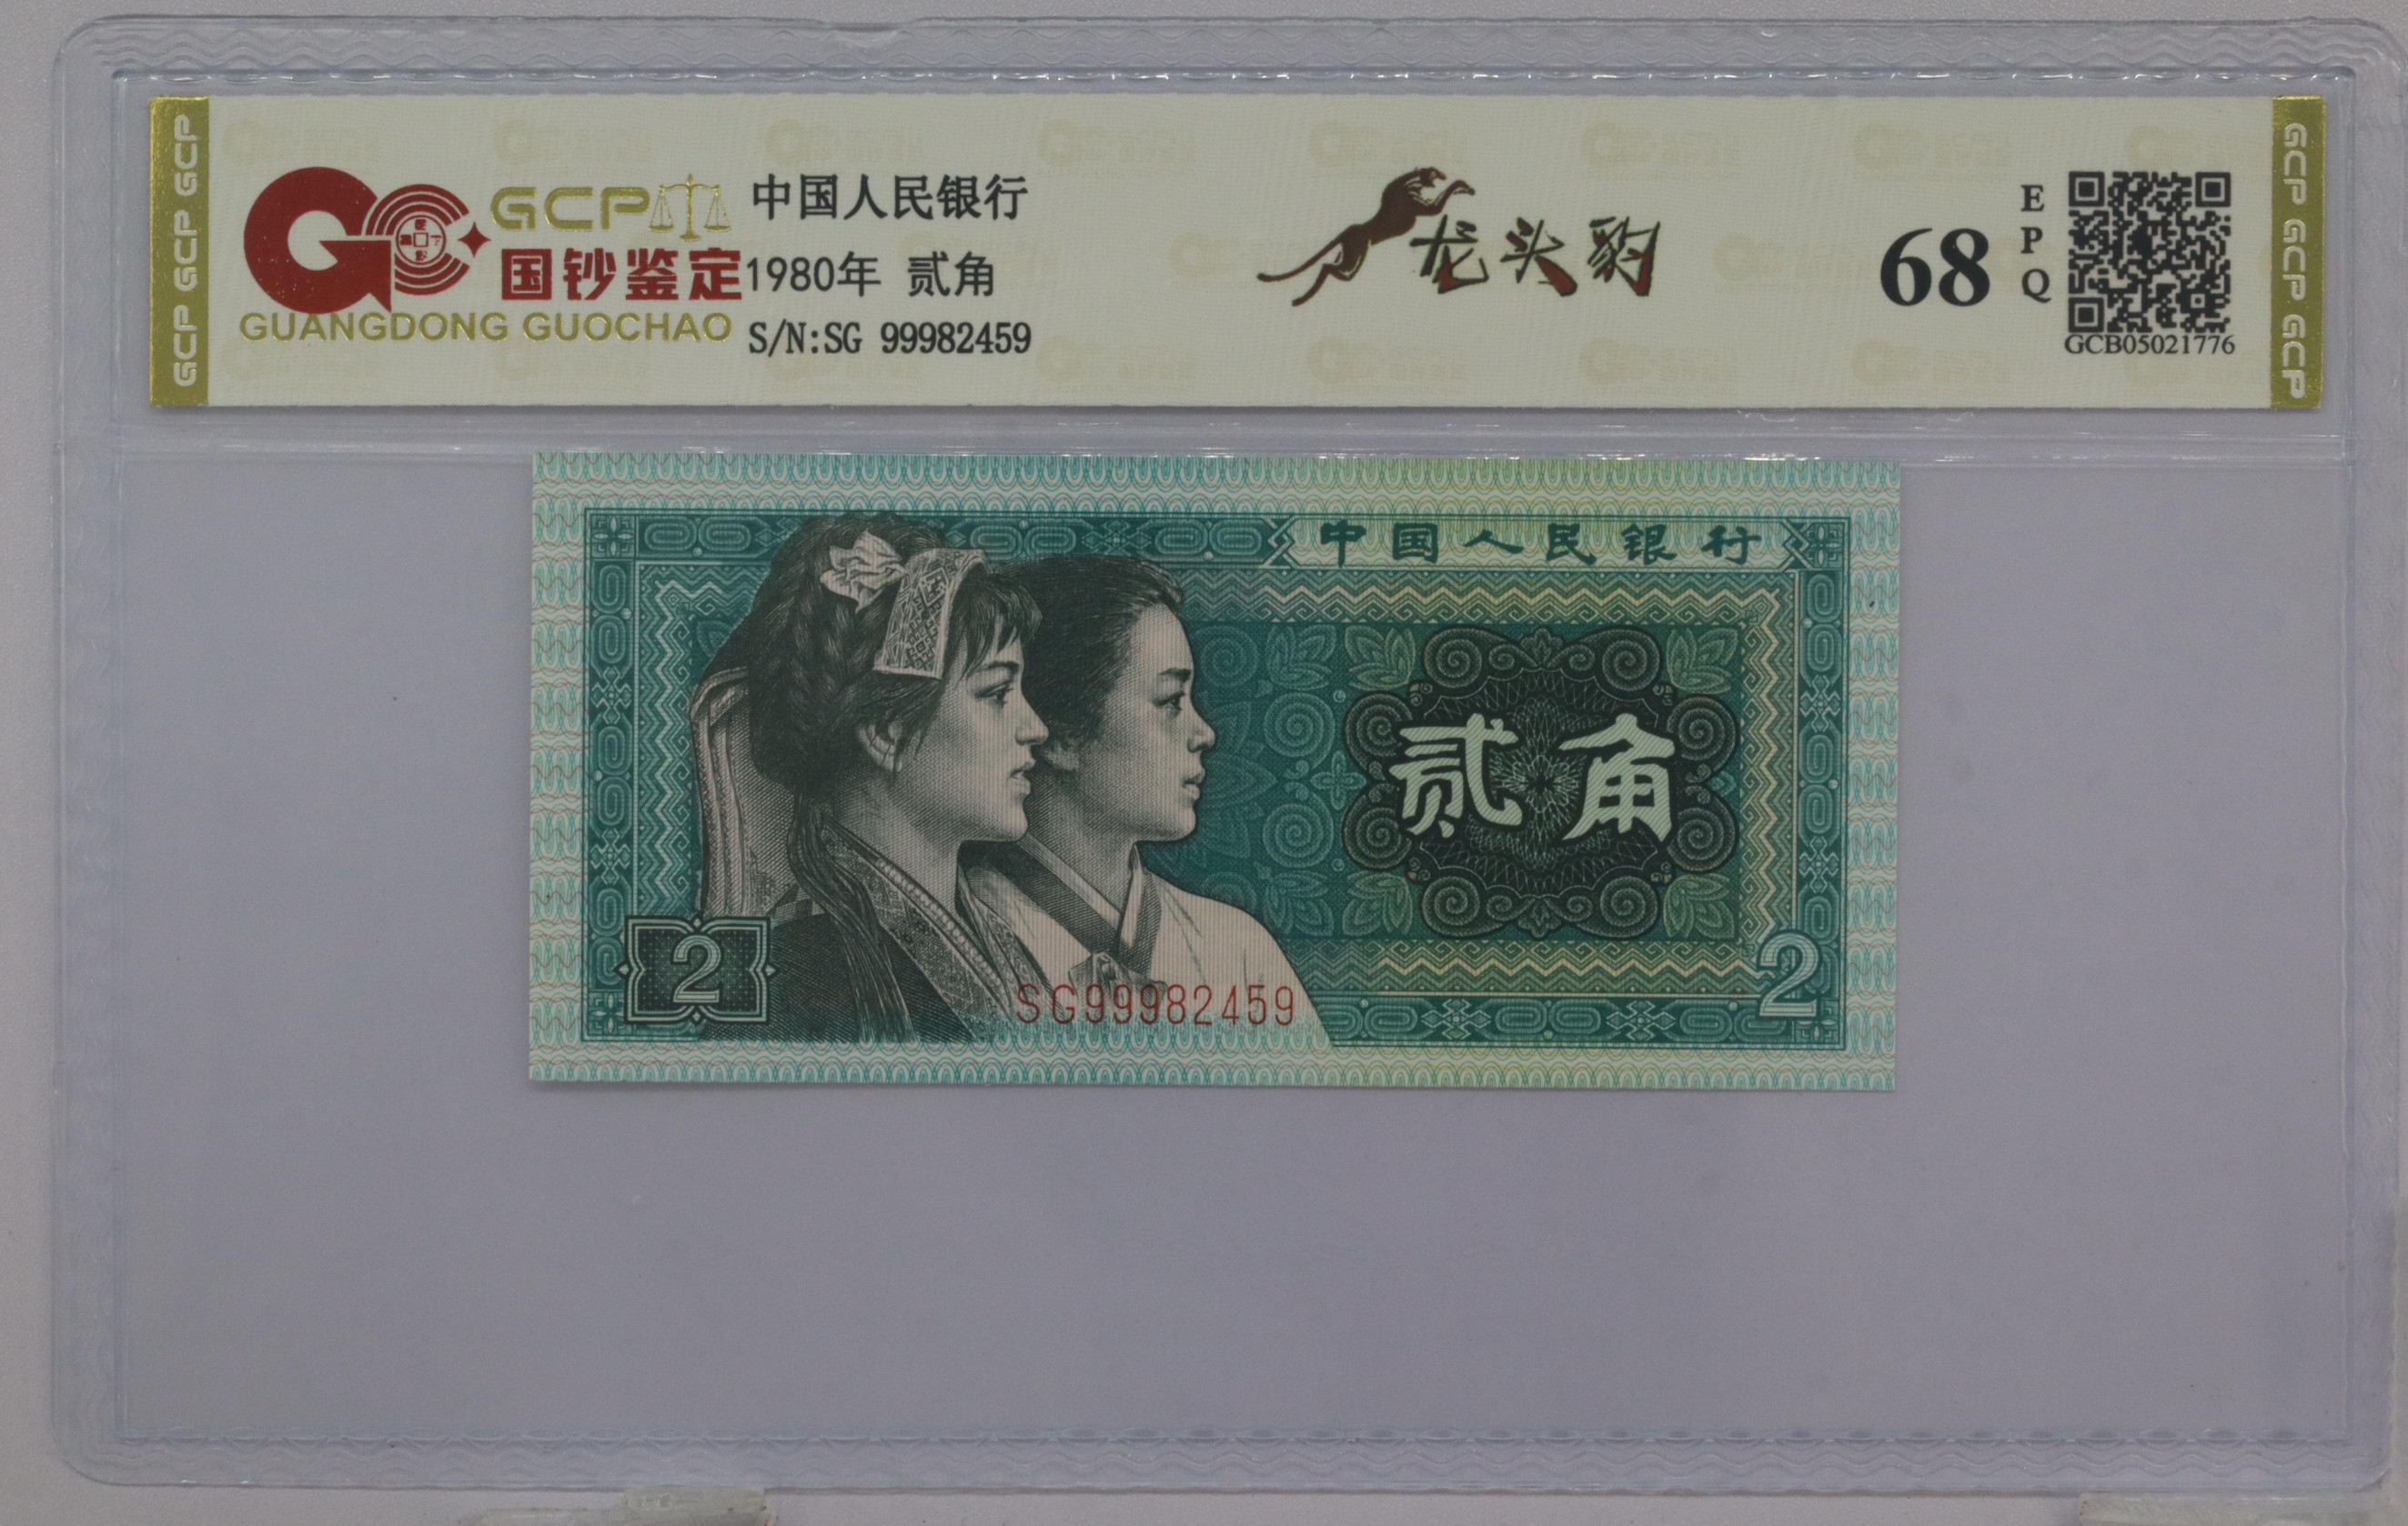 GCP GCP GCP
GCP
国钞鉴定
GUANGDONG GUOCHAO
中国人民银行
1980年 贰角
S/N:SG 99982459
龙头豹
68
EPQ
GCB05021776
GCP GCP GCP
中国人民银行
贰角
2
SG99982459
2